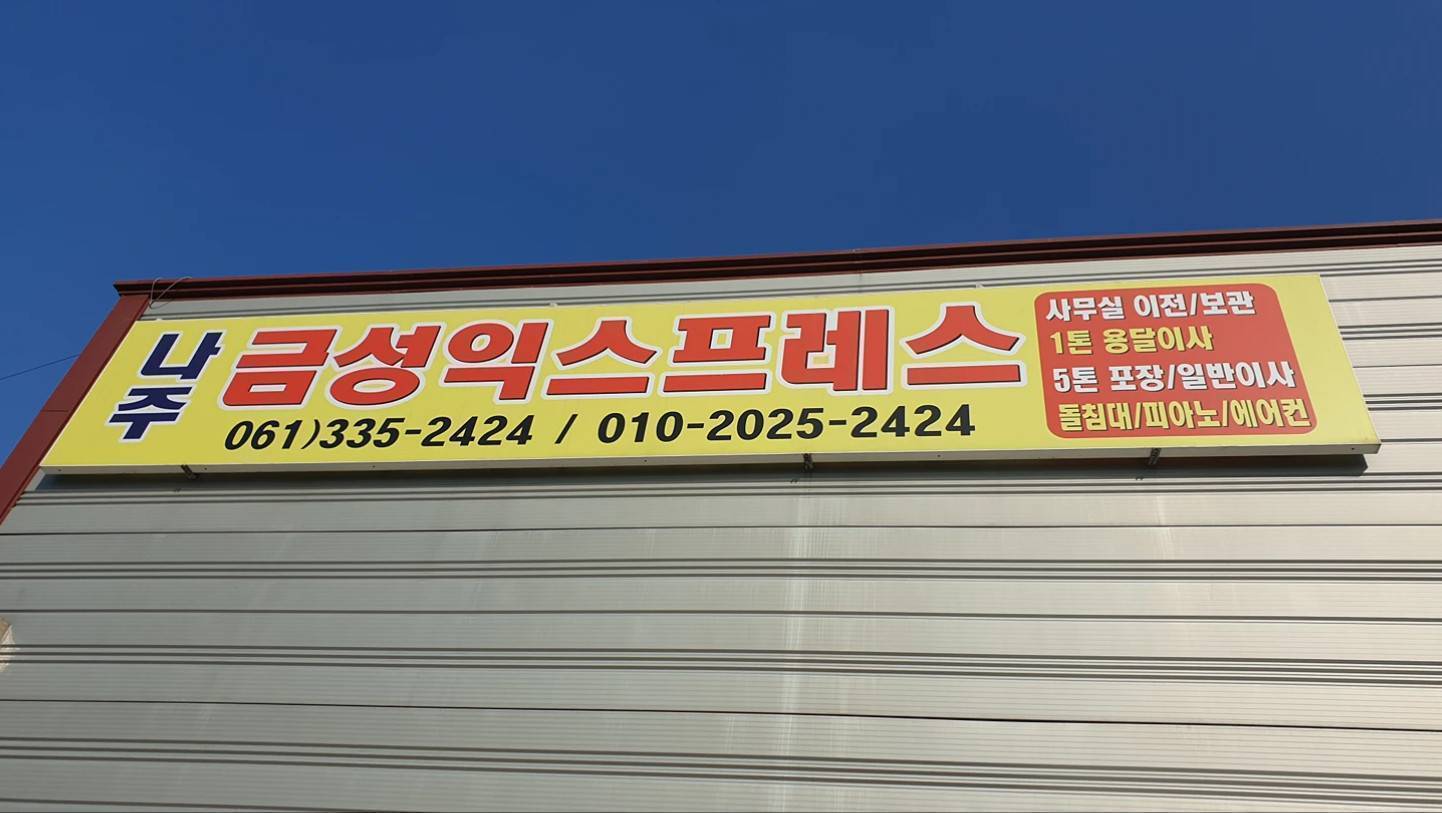 나주
금성익스프레스
061)335-2424 / 010-2025-2424
사무실 이전/보관
1톤 용달이사
5톤 포장/일반이사
돌침대/피아노/에어컨